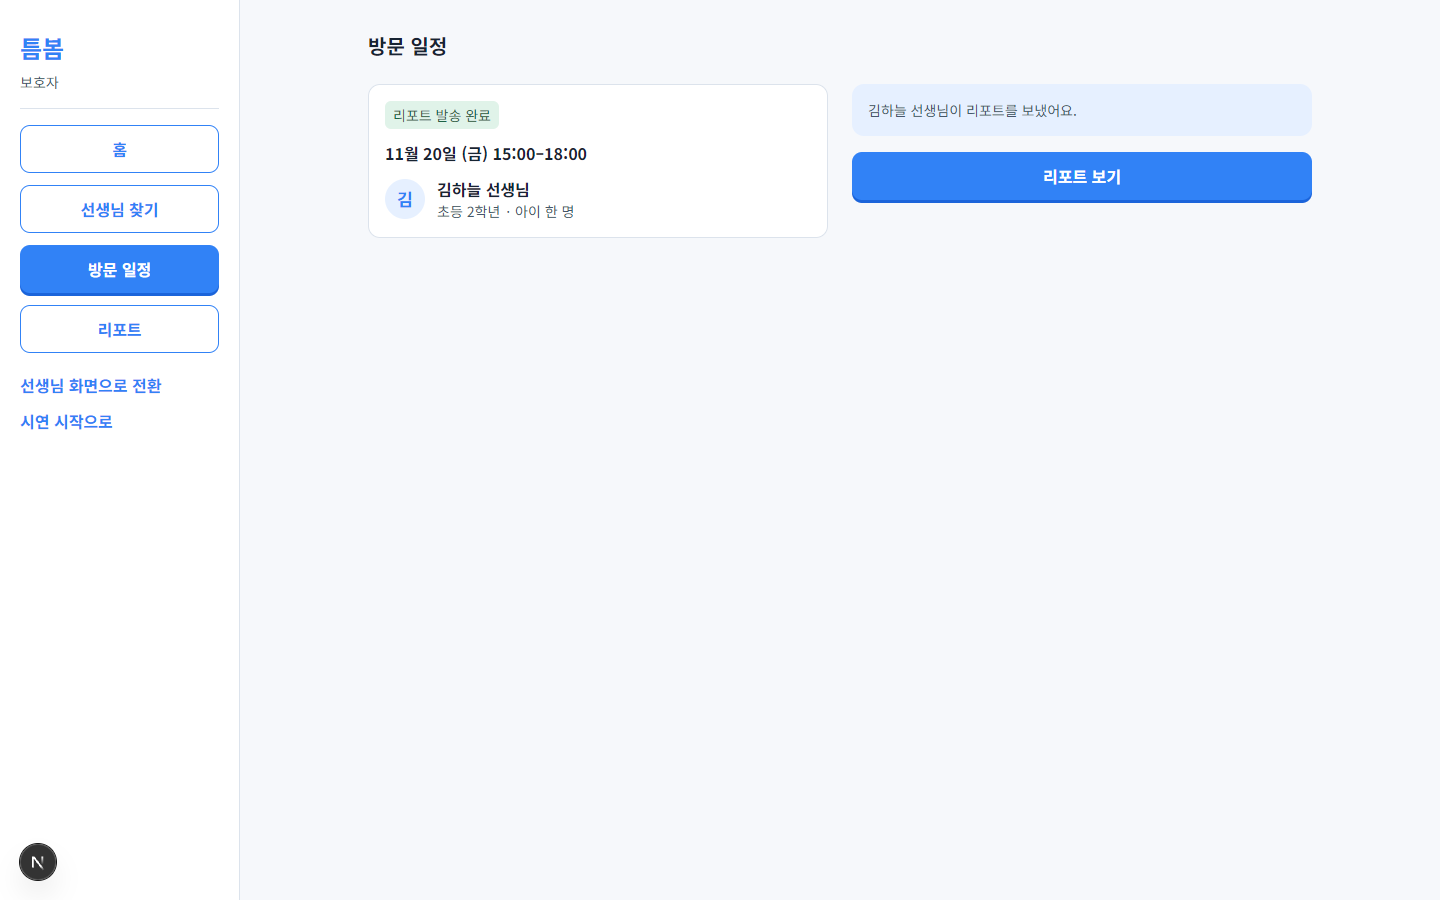 틈봄
보호자
홈
선생님 찾기
방문 일정
리포트
선생님 화면으로 전환
시연 시작으로
N
방문 일정
리포트 발송 완료
11월 20일 (금) 15:00–18:00
김
김하늘 선생님
초등 2학년 · 아이 한 명
김하늘 선생님이 리포트를 보냈어요.
리포트 보기